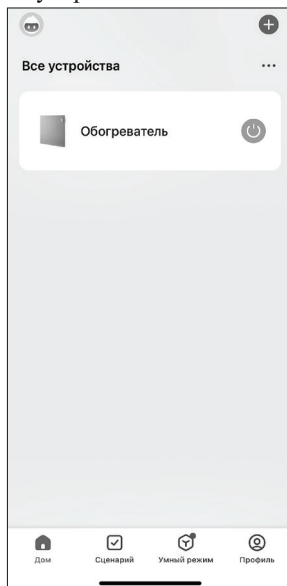 Все устройства
Обогреватель
Дом
Сценарий
Умный режим
Профиль